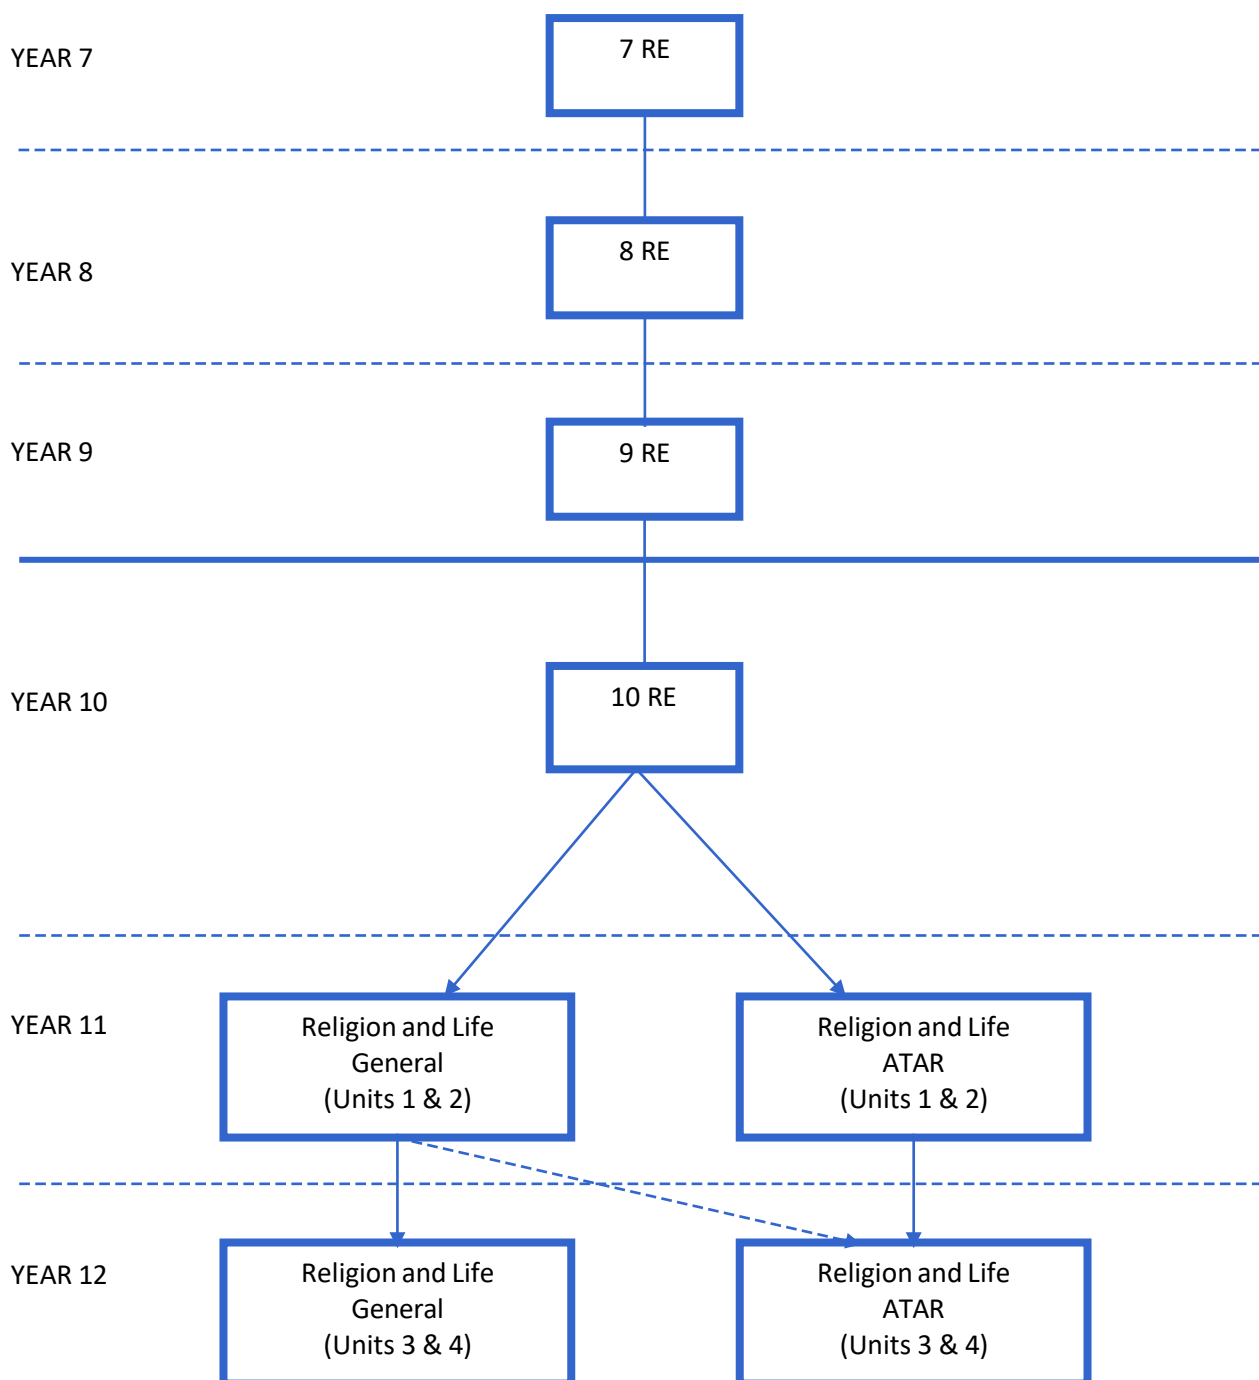 YEAR 7
7 RE
YEAR 8
8 RE
YEAR 9
9 RE
YEAR 10
10 RE
YEAR 11
Religion and Life
General
(Units 1 & 2)
Religion and Life
ATAR
(Units 1 & 2)
YEAR 12
Religion and Life
General
(Units 3 & 4)
Religion and Life
ATAR
(Units 3 & 4)